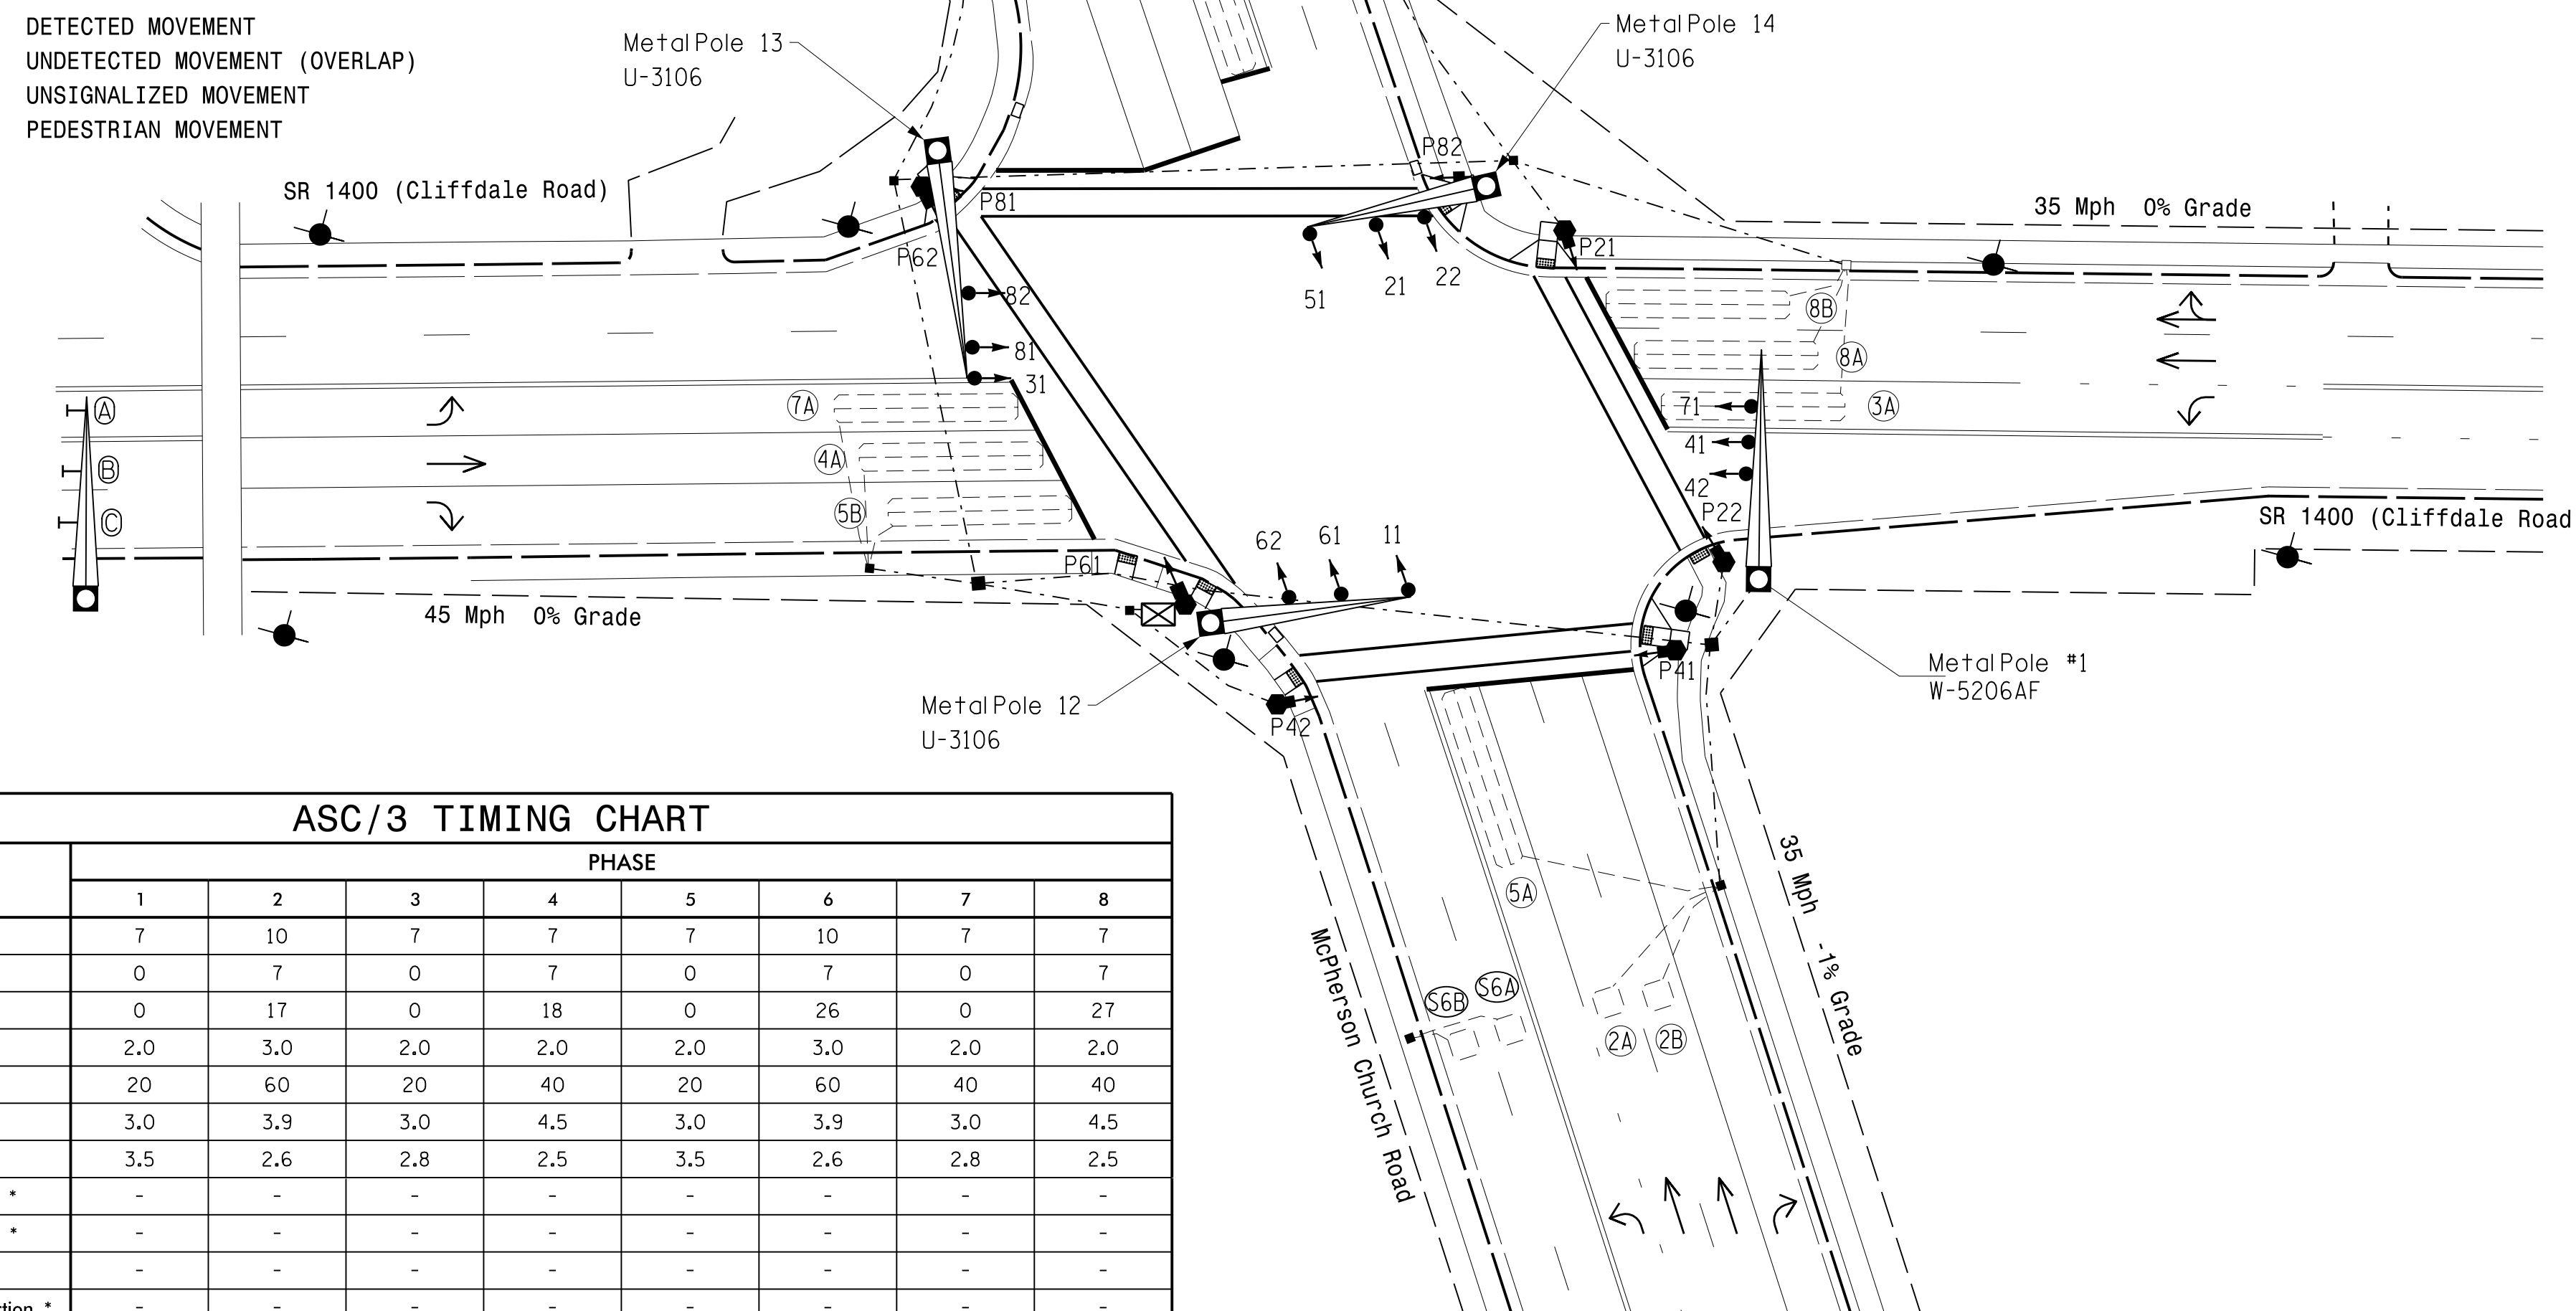 DETECTED MOVEMENT
UNDETECTED MOVEMENT (OVERLAP)
UNSIGNALIZED MOVEMENT
PEDESTRIAN MOVEMENT
Metal Pole 13
U-3106
Metal Pole 14
U-3106
SR 1400 (Cliffdale Road)
35 Mph 0% Grade
P82
P81
P62
P21
51
21
22
82
81
31
8B
8A
3A
71
41
42
P22
A
B
C
7A
4A
5B
62
61
11
P61
SR 1400 (Cliffdale Road
45 Mph 0% Grade
P41
P42
Metal Pole #1
W-5206AF
Metal Pole 12
U-3106
35 Mph -1% Grade
McPherson Church Road
5A
S6B
S6A
2A
2B
ASC/3 TIMING CHART
PHASE
1 2 3 4 5 6 7 8
7 10 7 7 7 10 7 7
0 7 0 7 0 7 0 7
0 17 0 18 0 26 0 27
2.0 3.0 2.0 2.0 2.0 3.0 2.0 2.0
20 60 20 40 20 60 40 40
3.0 3.9 3.0 4.5 3.0 3.9 3.0 4.5
3.5 2.6 2.8 2.5 3.5 2.6 2.8 2.5
* - - - - - - - -
* - - - - - - - -
- - - - - - - -
* - - - - - - - -